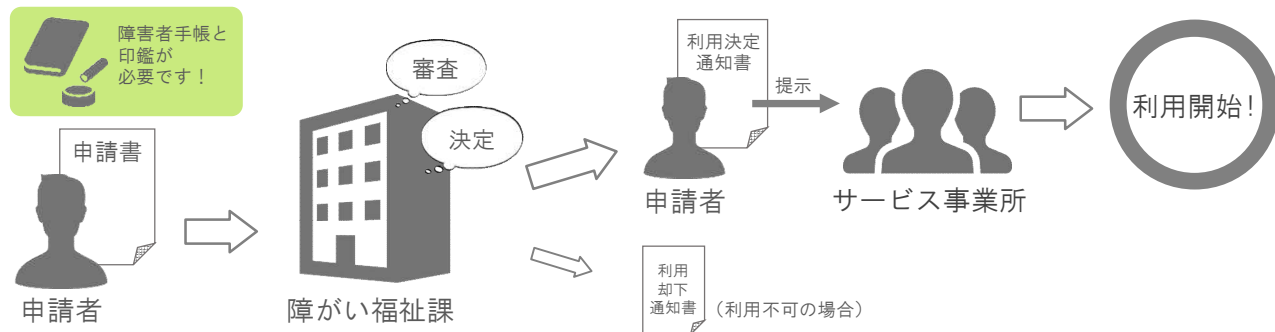 障害者手帳と
印鑑が
必要です！
申請書
申請者
審査
決定
障がい福祉課
利用決定
通知書
提示
申請者
サービス事業所
利用開始！
利用
却下
通知書
（利用不可の場合）